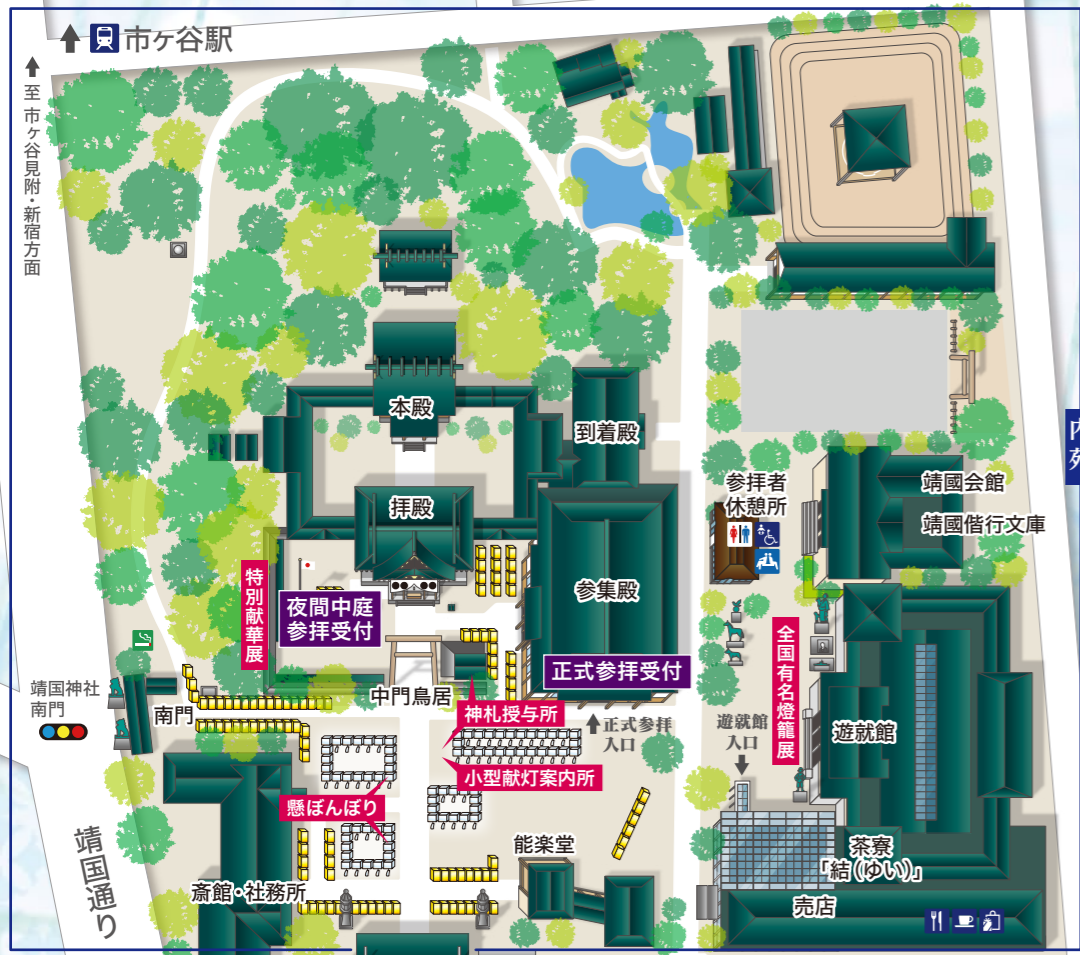 市ヶ谷駅
至 市ヶ谷見附・新宿方面
本殿
到着殿
内苑
参拝者
休憩所
靖國会館
靖國偕行文庫
拝殿
参集殿
特別献華展
夜間中庭
参拝受付
正式参拝受付
全国有名燈籠展
靖国神社
南門
南門
中門鳥居
神札授与所
正式参拝
入口
遊就館
入口
遊就館
小型献灯案内所
懸ぼんぼり
靖国通り
能楽堂
茶寮
「結(ゆい)」
斎館・社務所
売店